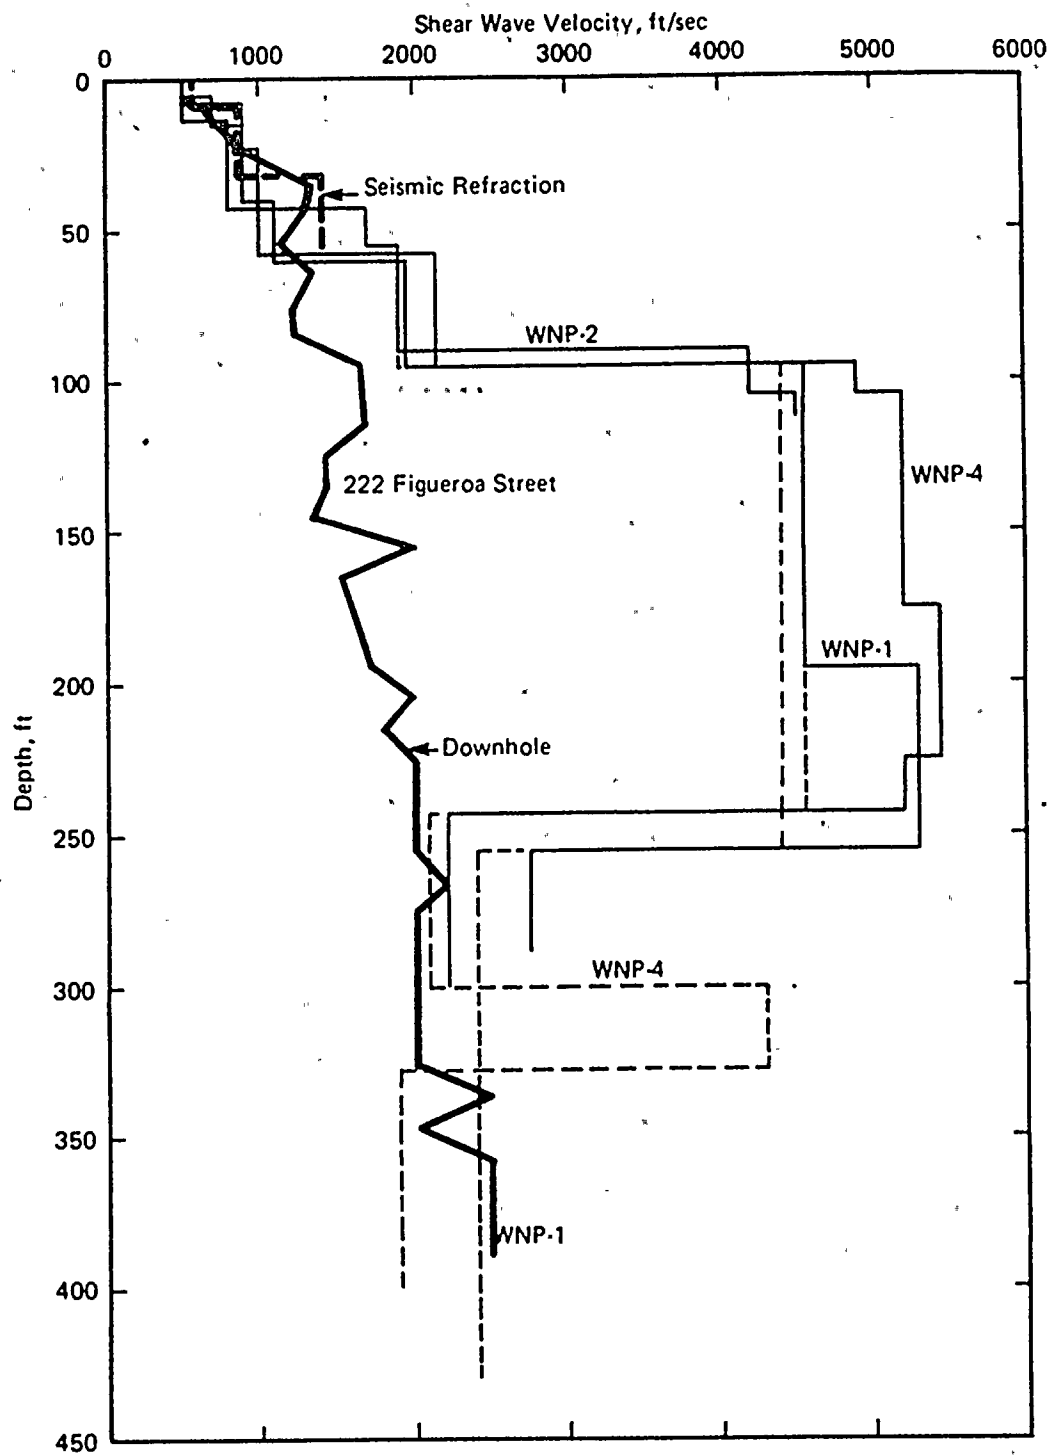 Shear Wave Velocity, ft/sec
0 1000 2000 3000 4000 5000 6000
0
Seismic Refraction
50
WNP-2
100
WNP-4
222 Figueroa Street
150
WNP-1
200
Depth, ft
Downhole
250
WNP-4
300
350
WNP-1
400
450